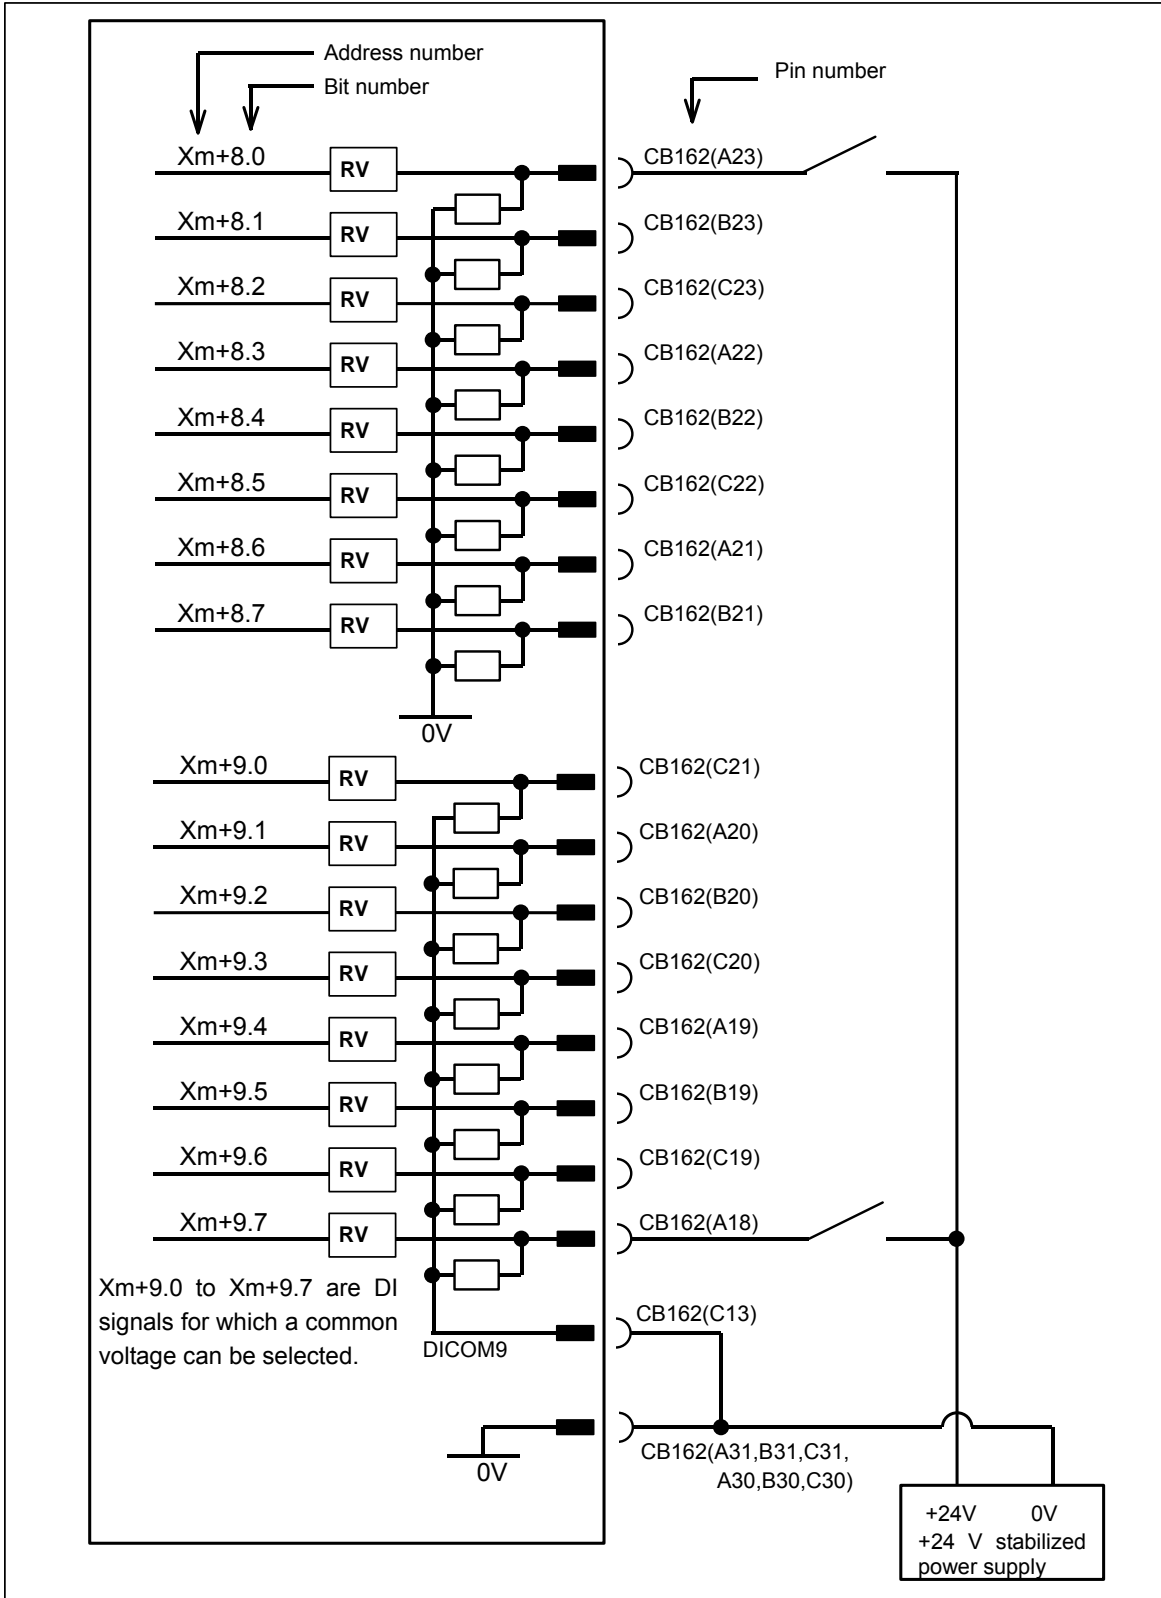 Address number
Bit number
Pin number
Xm+8.0 RV CB162(A23)
Xm+8.1 RV CB162(B23)
Xm+8.2 RV CB162(C23)
Xm+8.3 RV CB162(A22)
Xm+8.4 RV CB162(B22)
Xm+8.5 RV CB162(C22)
Xm+8.6 RV CB162(A21)
Xm+8.7 RV CB162(B21)
0V
Xm+9.0 RV CB162(C21)
Xm+9.1 RV CB162(A20)
Xm+9.2 RV CB162(B20)
Xm+9.3 RV CB162(C20)
Xm+9.4 RV CB162(A19)
Xm+9.5 RV CB162(B19)
Xm+9.6 RV CB162(C19)
Xm+9.7 RV CB162(A18)
Xm+9.0 to Xm+9.7 are DI
signals for which a common
voltage can be selected.
DICOM9
CB162(C13)
0V
CB162(A31,B31,C31,
A30,B30,C30)
+24V 0V
+24 V stabilized
power supply